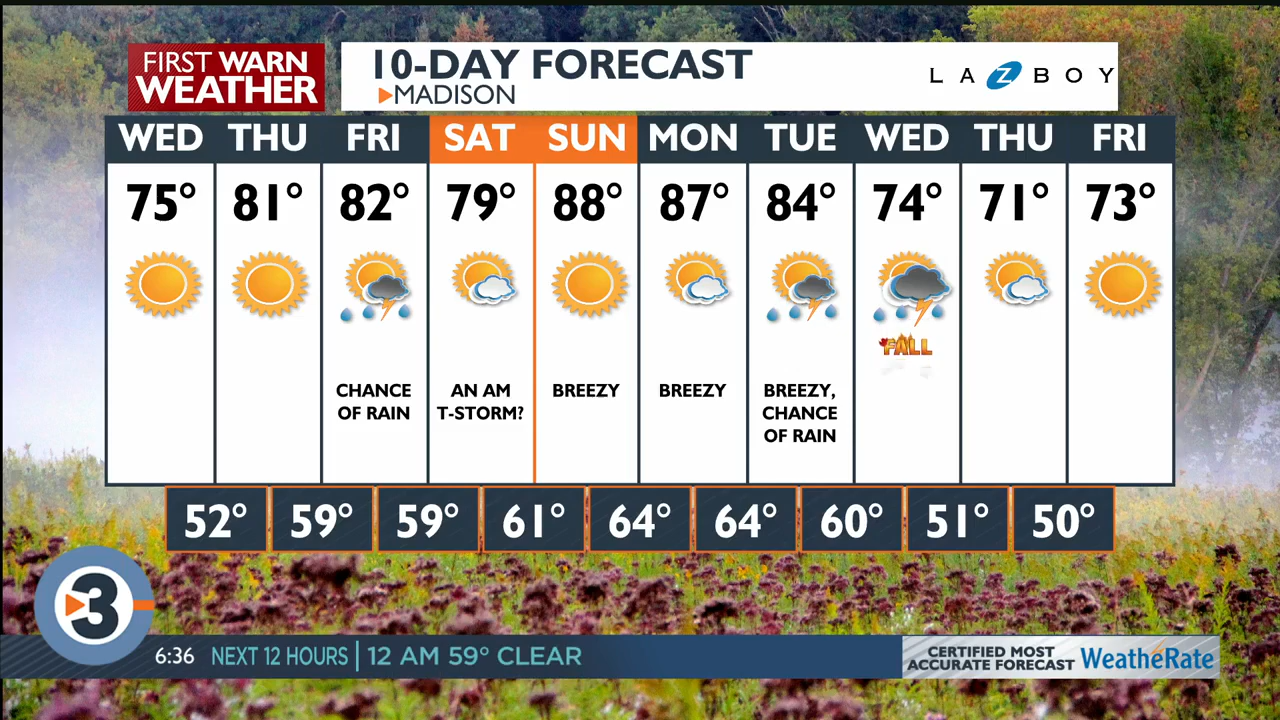 FIRST WARN
WEATHER
10-DAY FORECAST
MADISON
LA Z BOY
WED THU FRI SAT SUN MON TUE WED THU FRI
75° 81° 82° 79° 88° 87° 84° 74° 71° 73°
FALL
CHANCE OF RAIN
AN AM T-STORM?
BREEZY
BREEZY
BREEZY, CHANCE OF RAIN
52° 59° 59° 61° 64° 64° 60° 51° 50°
3
6:36 NEXT 12 HOURS | 12 AM 59° CLEAR
CERTIFIED MOST
ACCURATE FORECAST WeatheRate